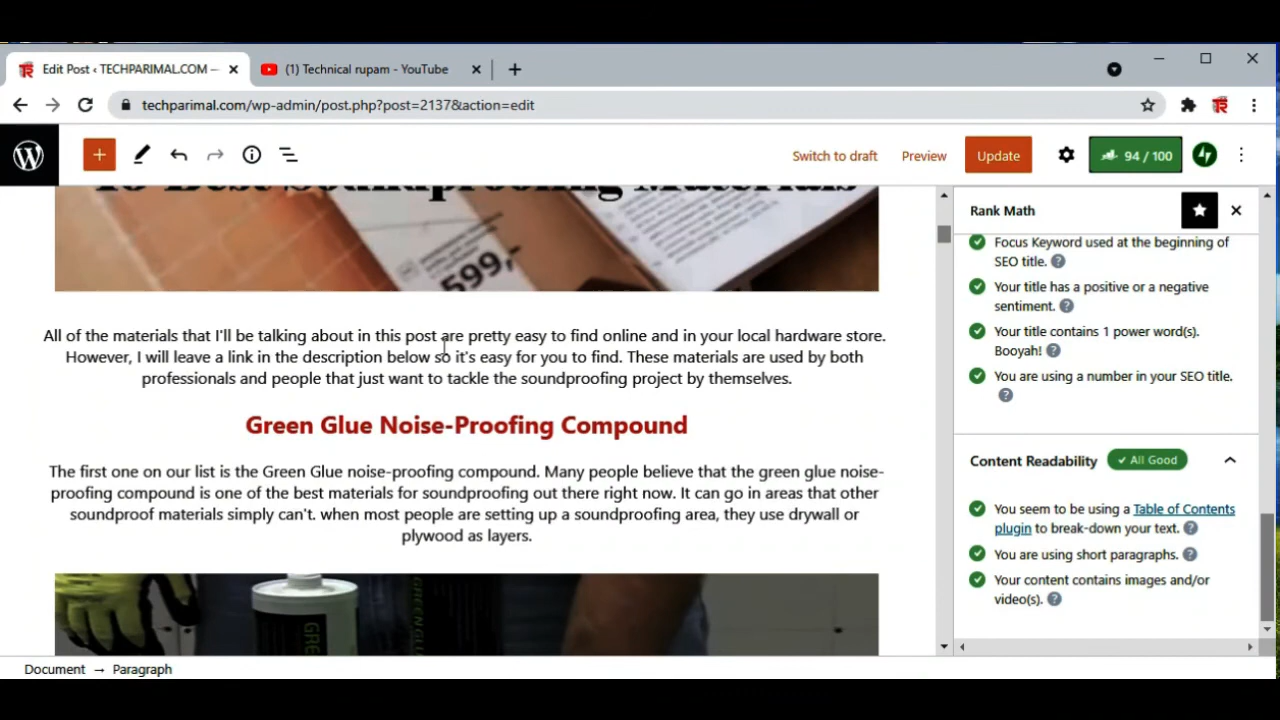 Edit Post ‹ TECHPARIMAL.COM —
(1) Technical rupam - YouTube
techparimal.com/wp-admin/post.php?post=2137&action=edit
Switch to draft
Preview
Update
94 / 100
10 Best Soundproofing Materials
599,-
All of the materials that I'll be talking about in this post are pretty easy to find online and in your local hardware store.
However, I will leave a link in the description below so it's easy for you to find. These materials are used by both
professionals and people that just want to tackle the soundproofing project by themselves.
Green Glue Noise-Proofing Compound
The first one on our list is the Green Glue noise-proofing compound. Many people believe that the green glue noise-
proofing compound is one of the best materials for soundproofing out there right now. It can go in areas that other
soundproof materials simply can't. when most people are setting up a soundproofing area, they use drywall or
plywood as layers.
GRE
Document → Paragraph
Rank Math
Focus Keyword used at the beginning of
SEO title.
Your title has a positive or a negative
sentiment.
Your title contains 1 power word(s).
Booyah!
You are using a number in your SEO title.
Content Readability
All Good
You seem to be using a Table of Contents
plugin to break-down your text.
You are using short paragraphs.
Your content contains images and/or
video(s).